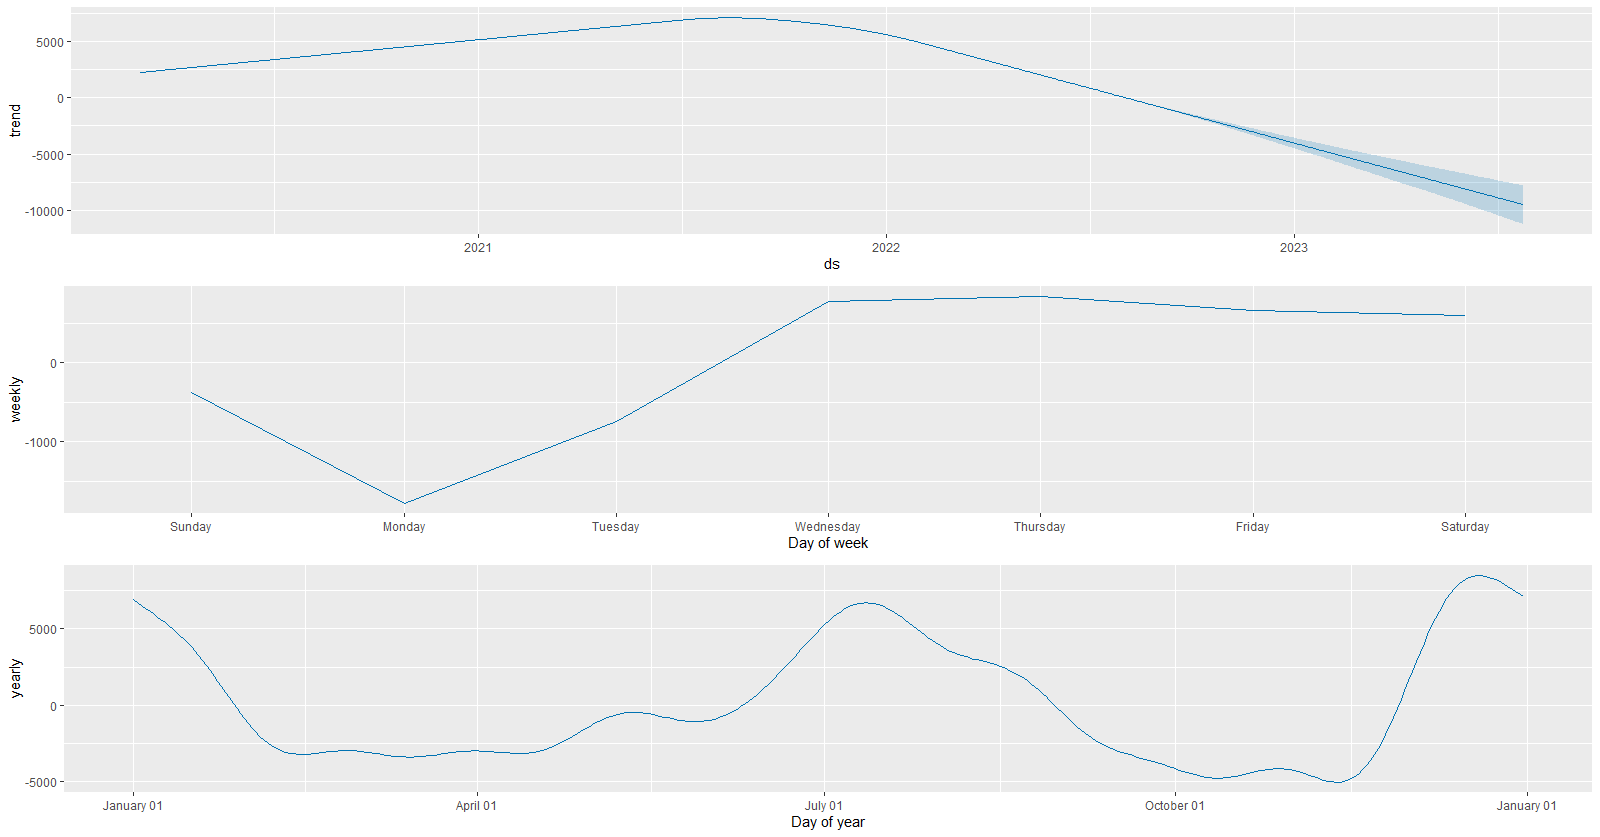 trend
5000
0
-5000
-10000
2021
2022
2023
ds
weekly
0
-1000
Sunday
Monday
Tuesday
Wednesday
Thursday
Friday
Saturday
Day of week
yearly
5000
0
-5000
January 01
April 01
July 01
October 01
January 01
Day of year